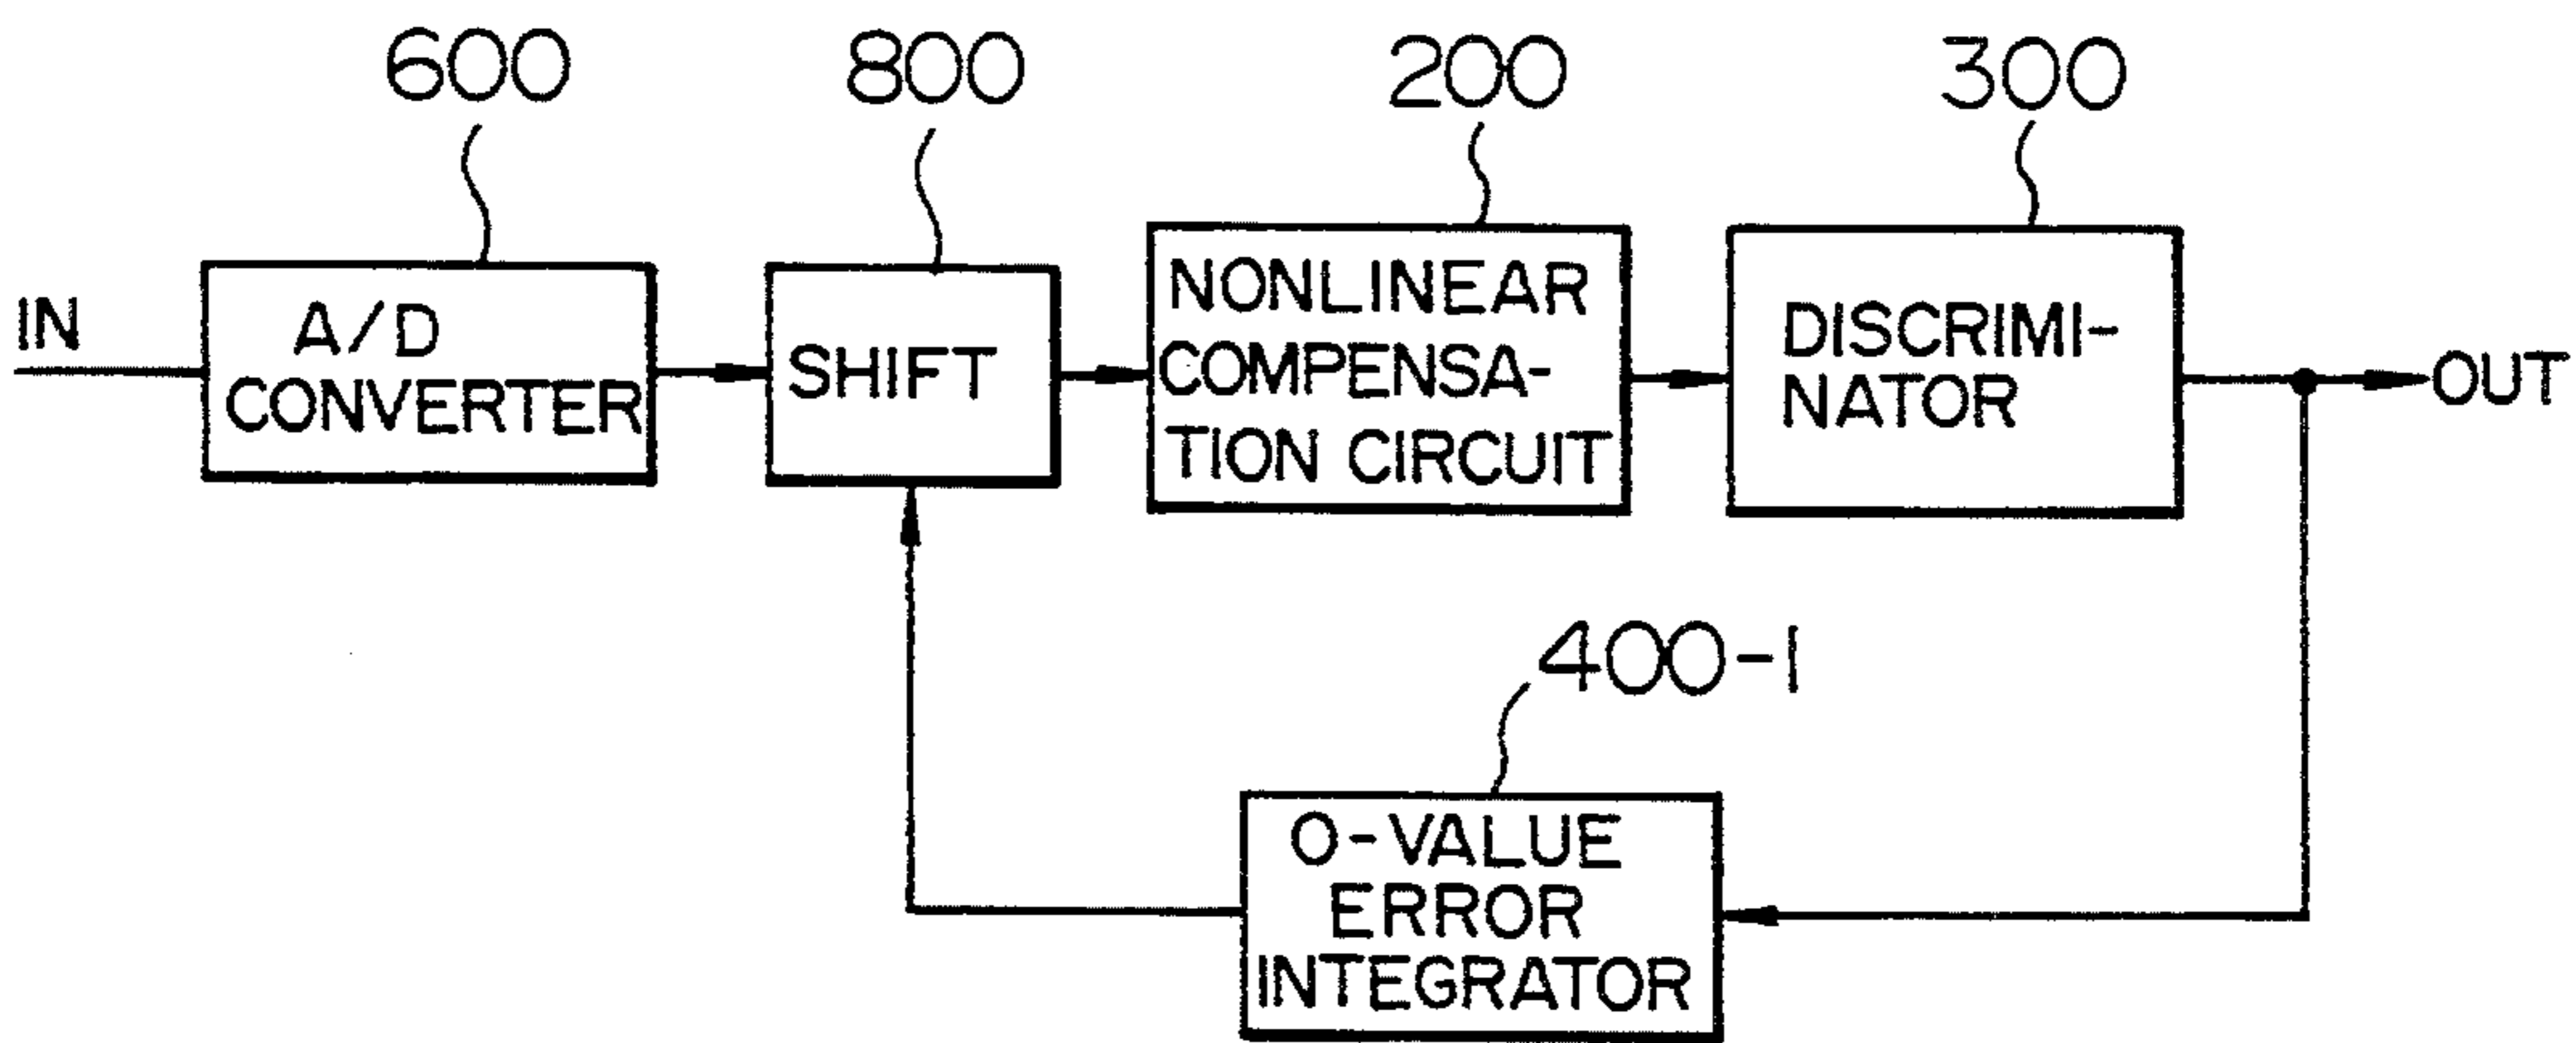 600
800
200
300
IN
A/D
CONVERTER
SHIFT
NONLINEAR
COMPENSA-
TION CIRCUIT
DISCRIMI-
NATOR
OUT
400-1
0-VALUE
ERROR
INTEGRATOR